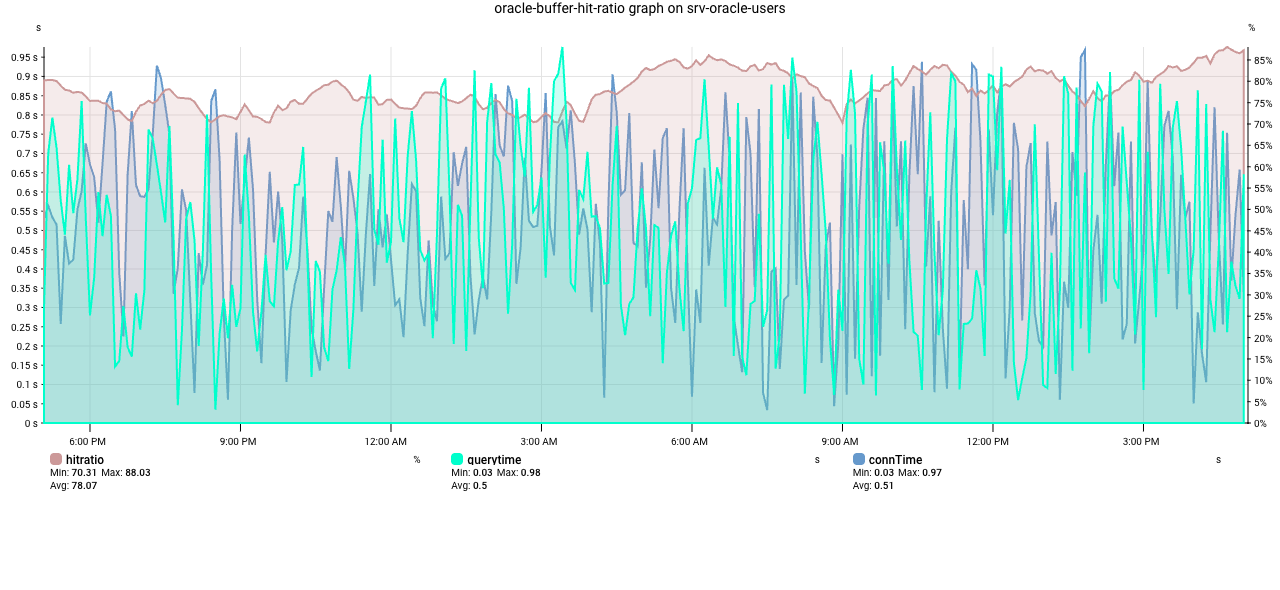 oracle-buffer-hit-ratio graph on srv-oracle-users
s %
0.95 s
0.9 s
0.85 s
0.8 s
0.75 s
0.7 s
0.65 s
0.6 s
0.55 s
0.5 s
0.45 s
0.4 s
0.35 s
0.3 s
0.25 s
0.2 s
0.15 s
0.1 s
0.05 s
0 s
85%
80%
75%
70%
65%
60%
55%
50%
45%
40%
35%
30%
25%
20%
15%
10%
5%
0%
6:00 PM 9:00 PM 12:00 AM 3:00 AM 6:00 AM 9:00 AM 12:00 PM 3:00 PM
hitratio %
Min: 70.31 Max: 88.03
Avg: 78.07
querytime s
Min: 0.03 Max: 0.98
Avg: 0.5
connTime s
Min: 0.03 Max: 0.97
Avg: 0.51